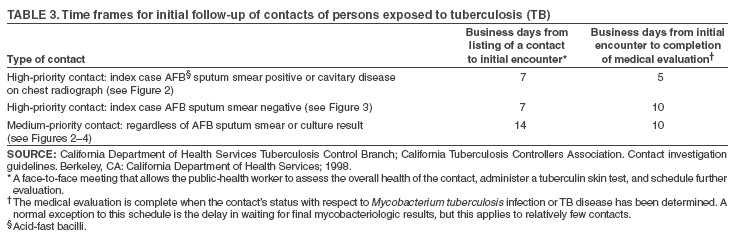 TABLE 3. Time frames for initial follow-up of contacts of persons exposed to tuberculosis (TB)
Business days from Business days from initial
listing of a contact encounter to completion
Type of contact to initial encounter* of medical evaluation†
High-priority contact: index case AFB§ sputum smear positive or cavitary disease 7 5
on chest radiograph (see Figure 2)
High-priority contact: index case AFB sputum smear negative (see Figure 3) 7 10
Medium-priority contact: regardless of AFB sputum smear or culture result 14 10
(see Figures 2–4)
SOURCE: California Department of Health Services Tuberculosis Control Branch; California Tuberculosis Controllers Association. Contact investigation
guidelines. Berkeley, CA: California Department of Health Services; 1998.
* A face-to-face meeting that allows the public-health worker to assess the overall health of the contact, administer a tuberculin skin test, and schedule further
evaluation.
† The medical evaluation is complete when the contact's status with respect to Mycobacterium tuberculosis infection or TB disease has been determined. A
normal exception to this schedule is the delay in waiting for final mycobacteriologic results, but this applies to relatively few contacts.
§ Acid-fast bacilli.